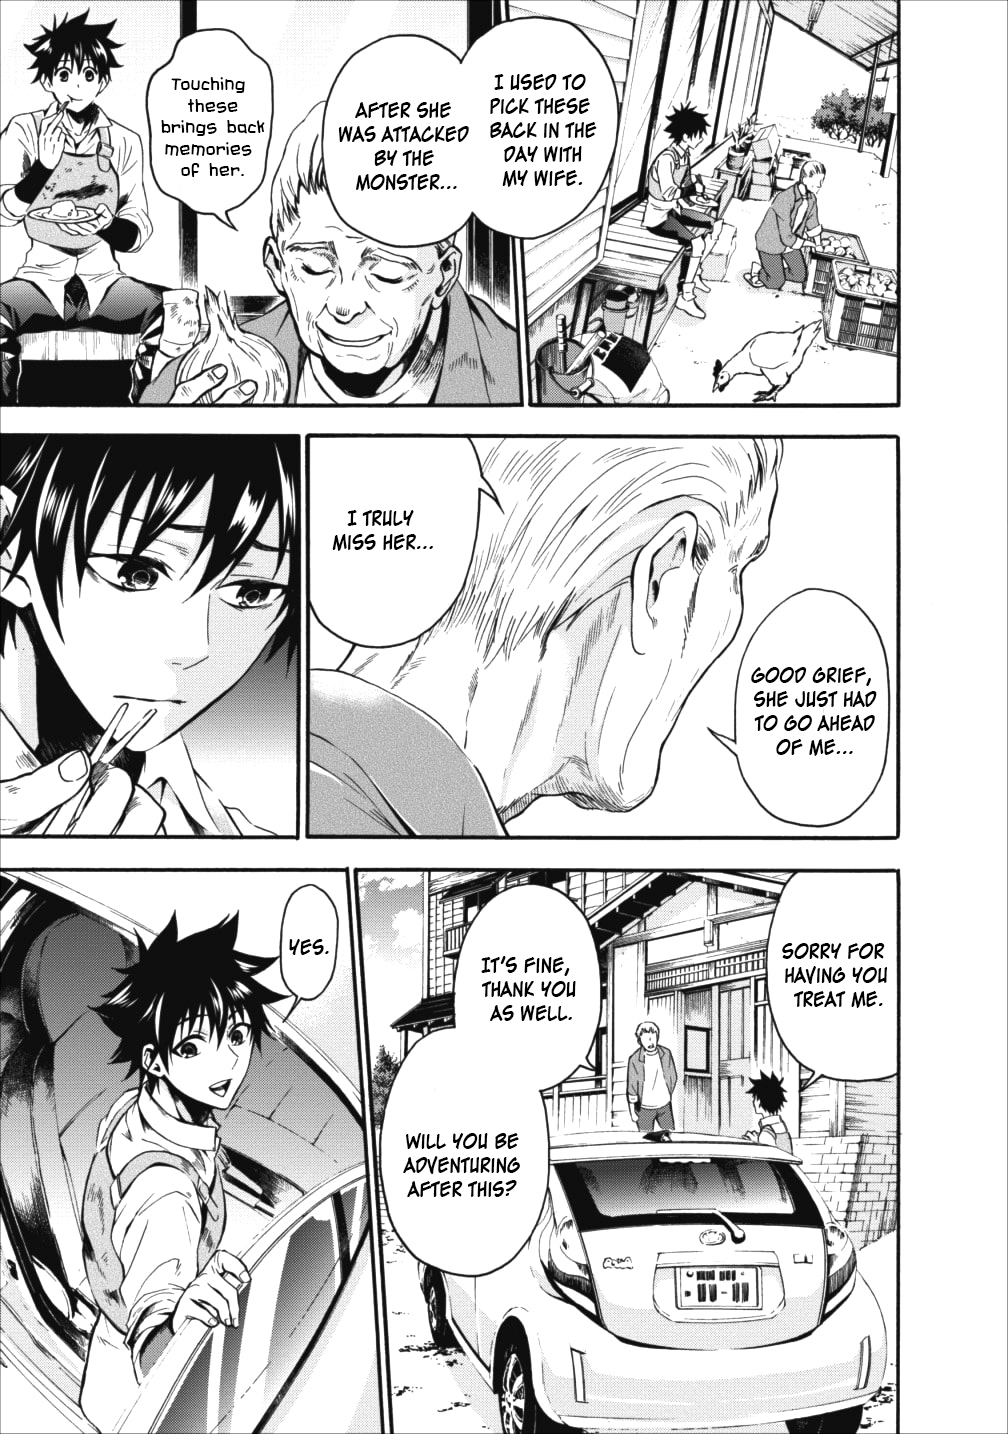 I USED TO
PICK THESE
BACK IN THE
DAY WITH
MY WIFE.
AFTER SHE
WAS ATTACKED
BY THE
MONSTER...
Touching
these
brings back
memories
of her.
I TRULY
MISS HER...
GOOD GRIEF,
SHE JUST HAD
TO GO AHEAD
OF ME...
SORRY FOR
HAVING YOU
TREAT ME.
IT'S FINE,
THANK YOU
AS WELL.
WILL YOU BE
ADVENTURING
AFTER THIS?
YES.